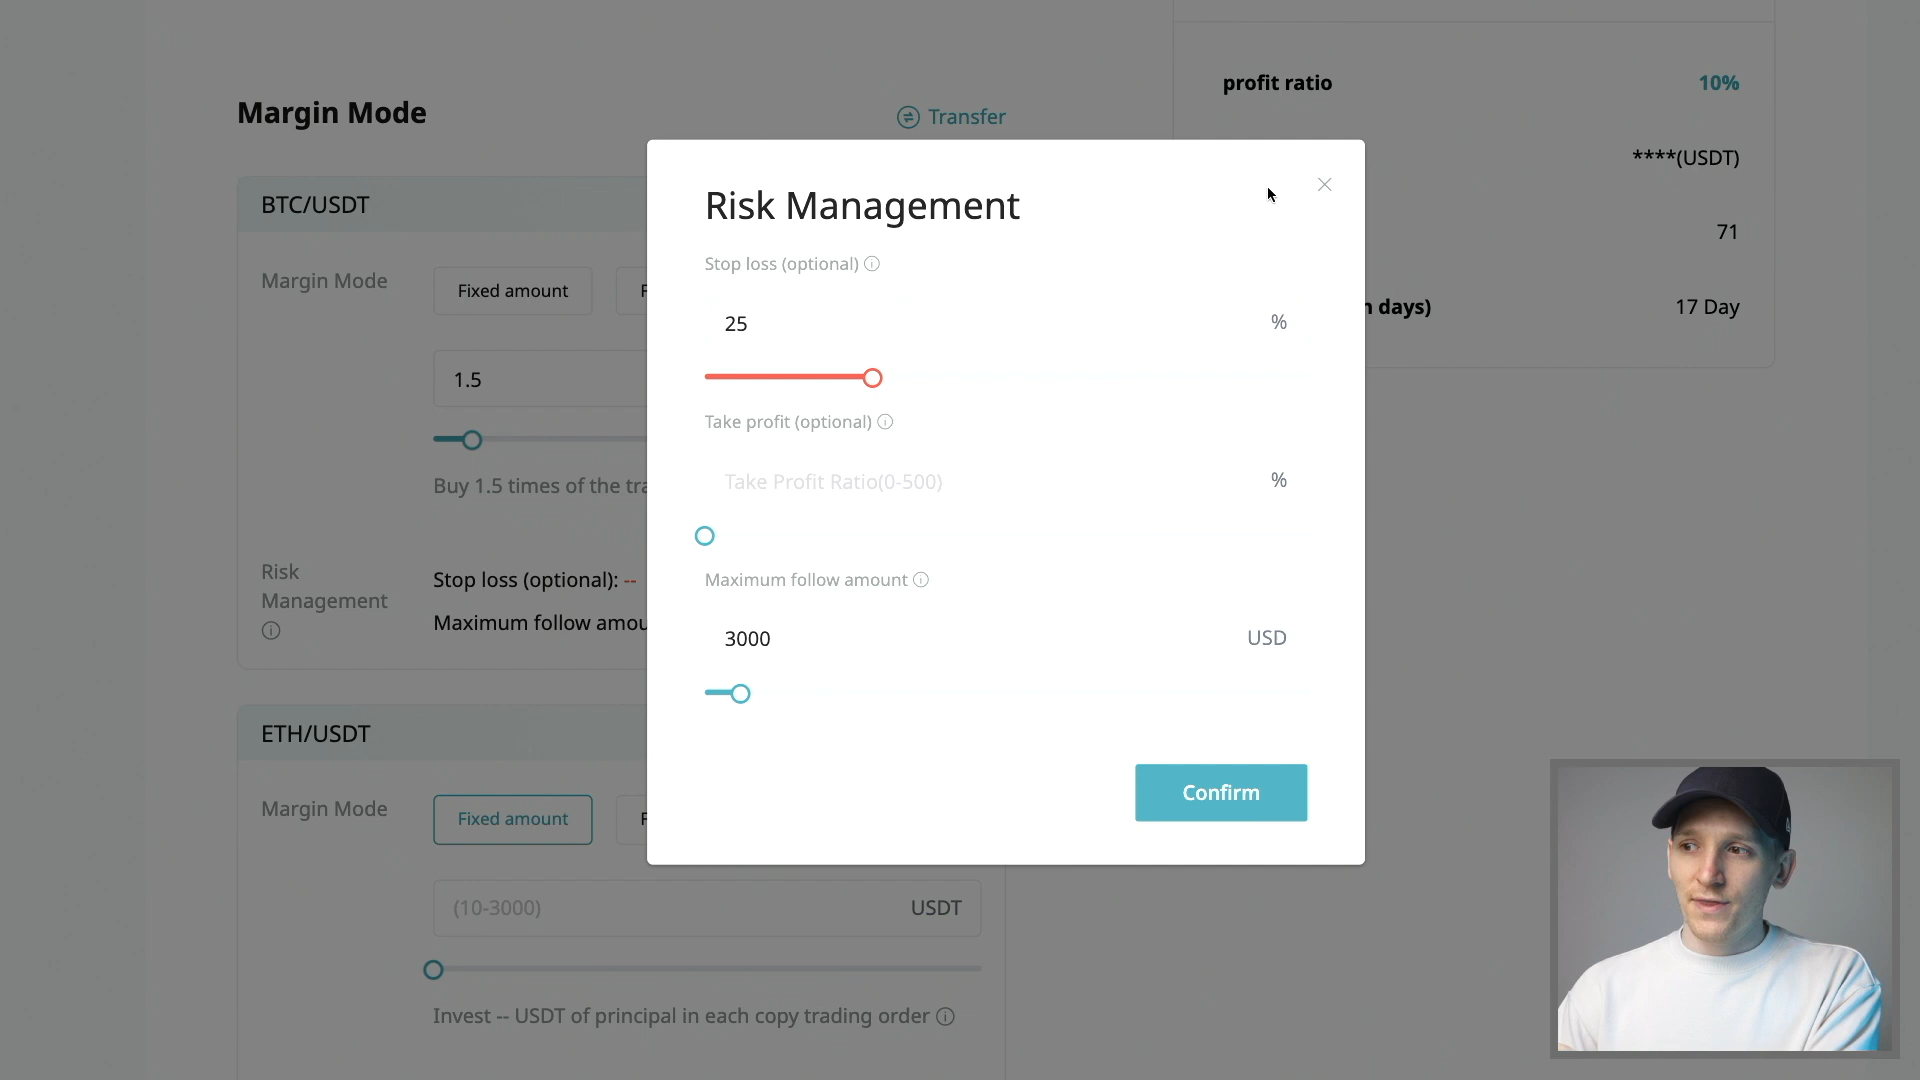 profit ratio 10%
Margin Mode
Transfer
****(USDT)
BTC/USDT
Risk Management
71
Stop loss (optional)
Margin Mode
Fixed amount
25 %
n days) 17 Day
1.5
Take profit (optional)
Take Profit Ratio(0-500) %
Buy 1.5 times of the tra
Risk
Management
Stop loss (optional): --
Maximum follow amou
Maximum follow amount
3000 USD
ETH/USDT
Confirm
Margin Mode
Fixed amount
(10-3000) USDT
Invest -- USDT of principal in each copy trading order